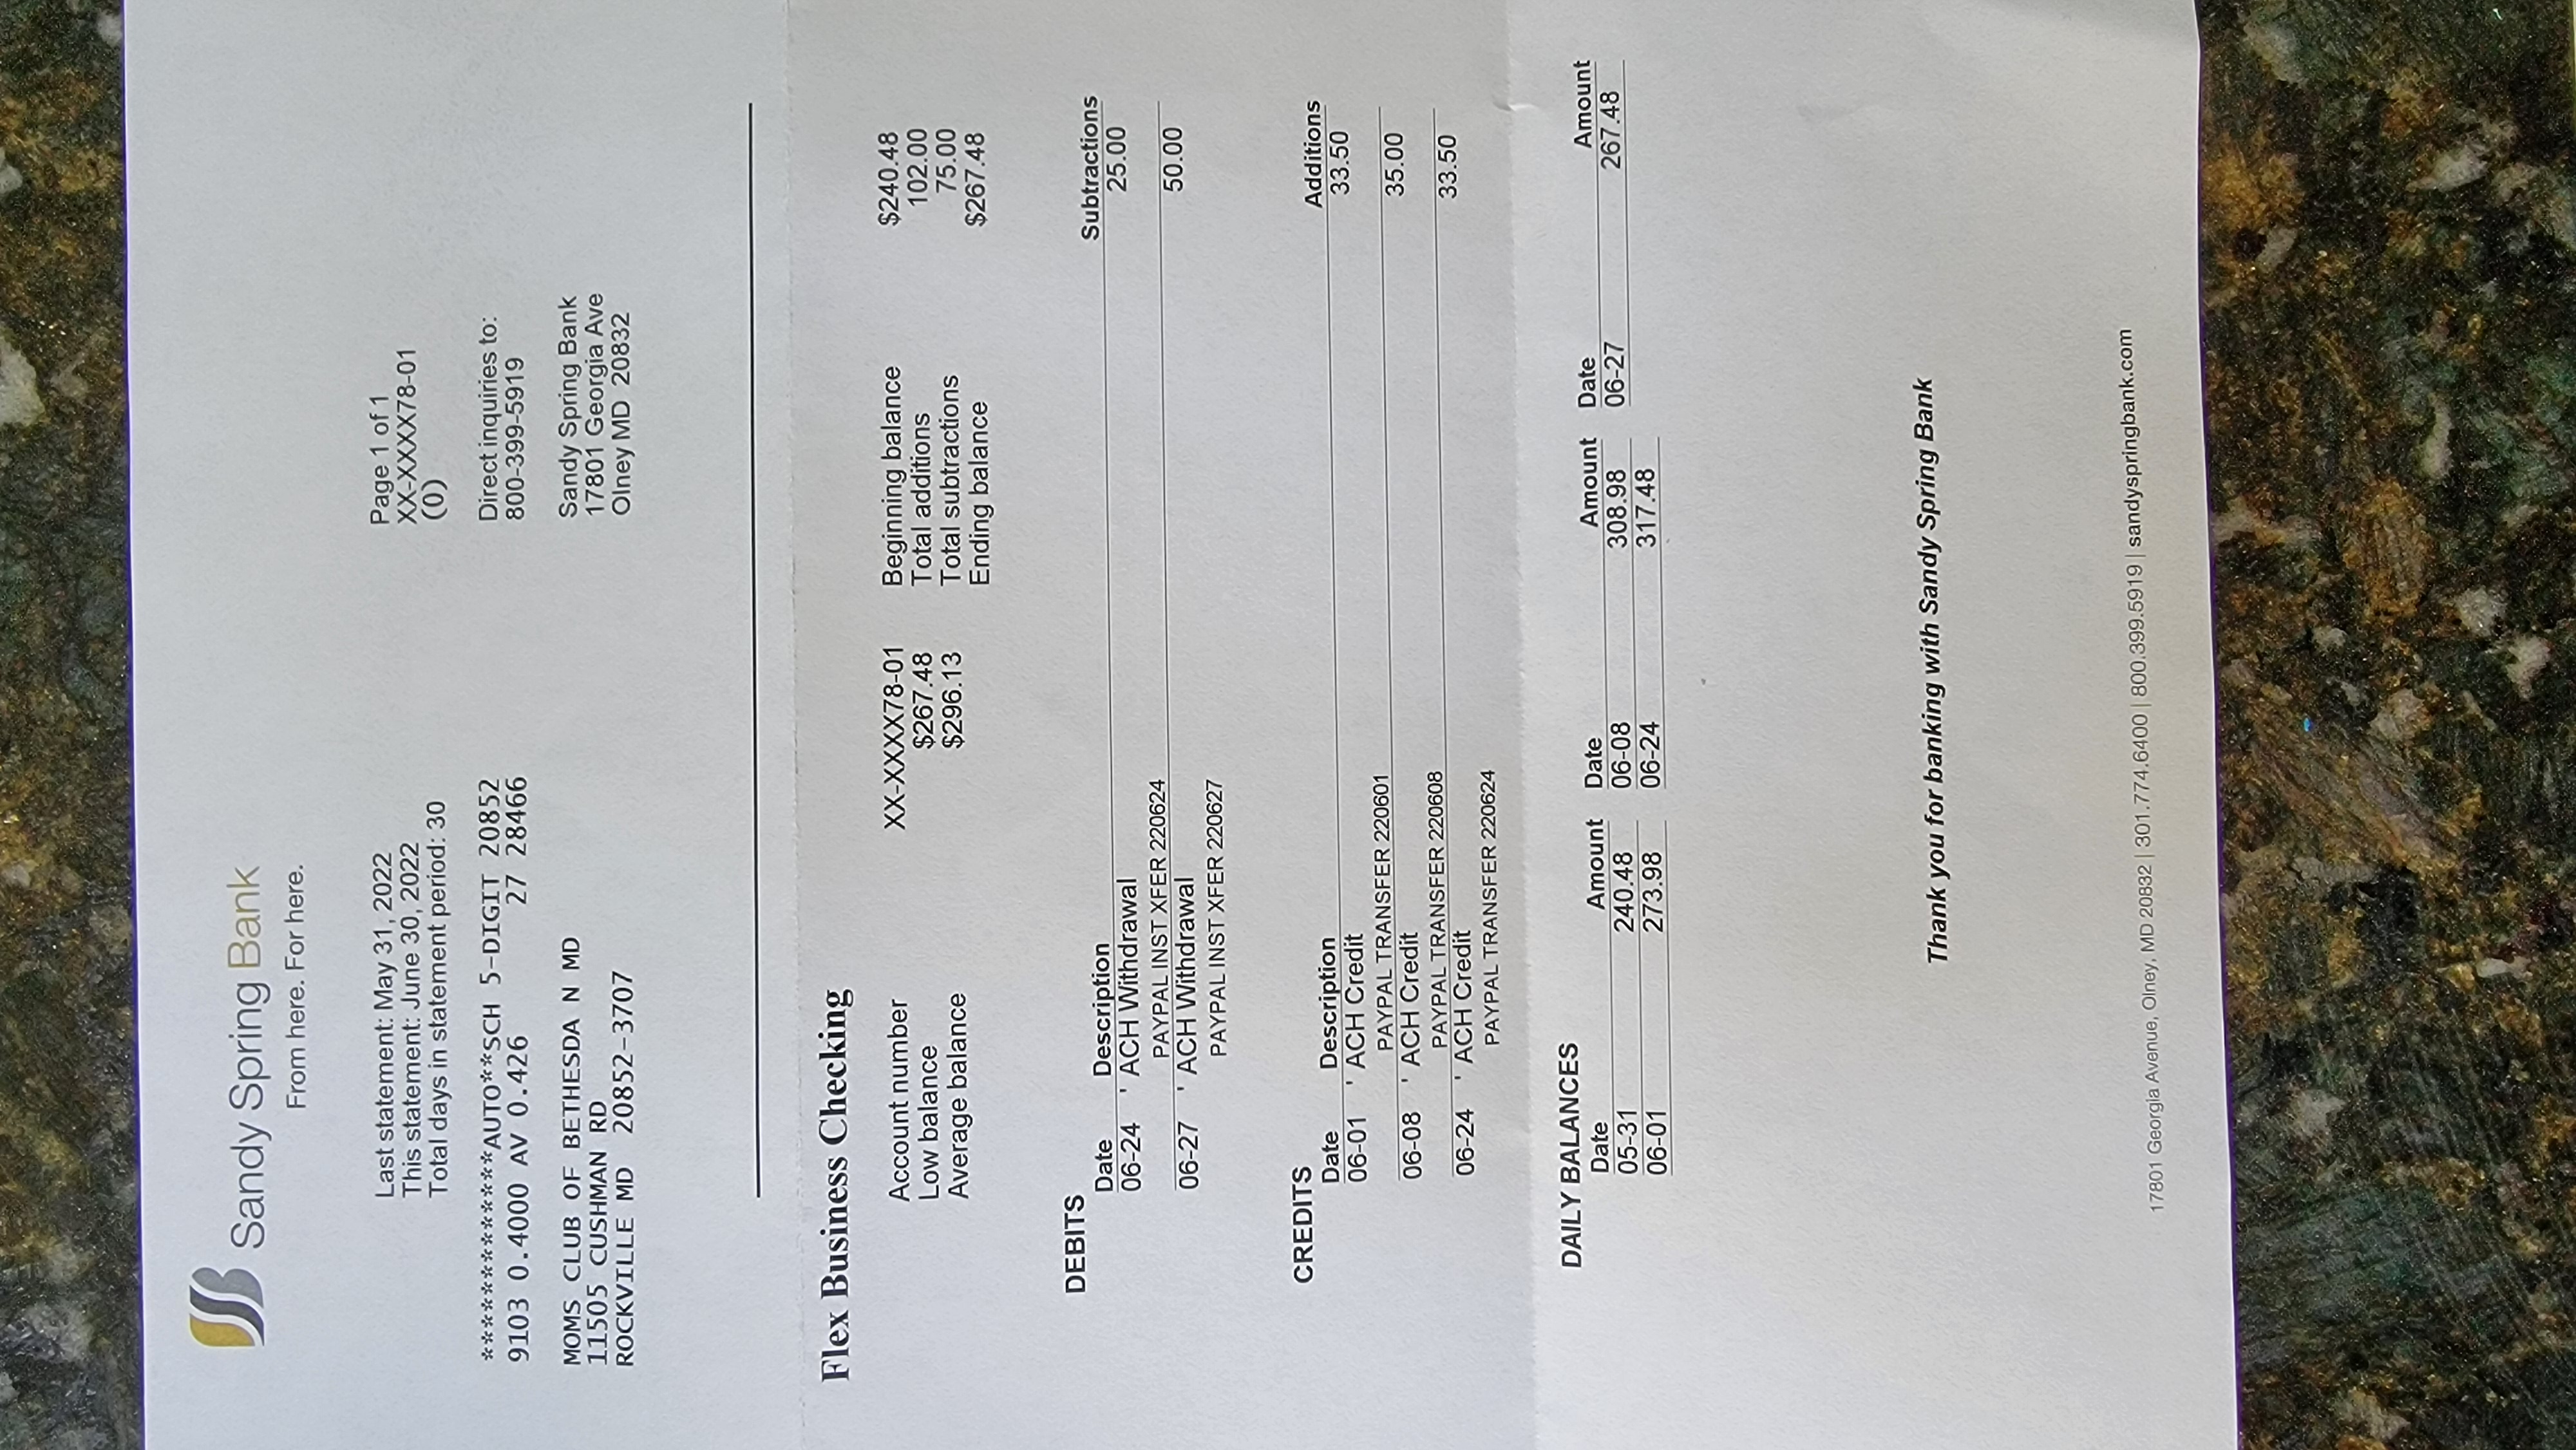 Sandy Spring Bank
From here. For here.
Last statement: May 31, 2022
This statement: June 30, 2022
Total days in statement period: 30
Page 1 of 1
XX-XXXX78-01
(0)
*************AUTO**SCH 5-DIGIT 20852
9103 0.4000 AV 0.426 27 28466
Direct inquiries to:
800-399-5919
MOMS CLUB OF BETHESDA N MD
11505 CUSHMAN RD
ROCKVILLE MD 20852-3707
Sandy Spring Bank
17801 Georgia Ave
Olney MD 20832
Flex Business Checking
Account number XX-XXXX78-01 Beginning balance $240.48
Low balance $267.48 Total additions 102.00
Average balance $296.13 Total subtractions 75.00
Ending balance $267.48
DEBITS
Date Description Subtractions
06-24 ' ACH Withdrawal 25.00
PAYPAL INST XFER 220624
06-27 ' ACH Withdrawal 50.00
PAYPAL INST XFER 220627
CREDITS
Date Description Additions
06-01 ' ACH Credit 33.50
PAYPAL TRANSFER 220601
06-08 ' ACH Credit 35.00
PAYPAL TRANSFER 220608
06-24 ' ACH Credit 33.50
PAYPAL TRANSFER 220624
DAILY BALANCES
Date Amount Date Amount Date Amount
05-31 240.48 06-08 308.98 06-27 267.48
06-01 273.98 06-24 317.48
Thank you for banking with Sandy Spring Bank
17801 Georgia Avenue, Olney, MD 20832 | 301.774.6400 | 800.399.5919 | sandyspringbank.com